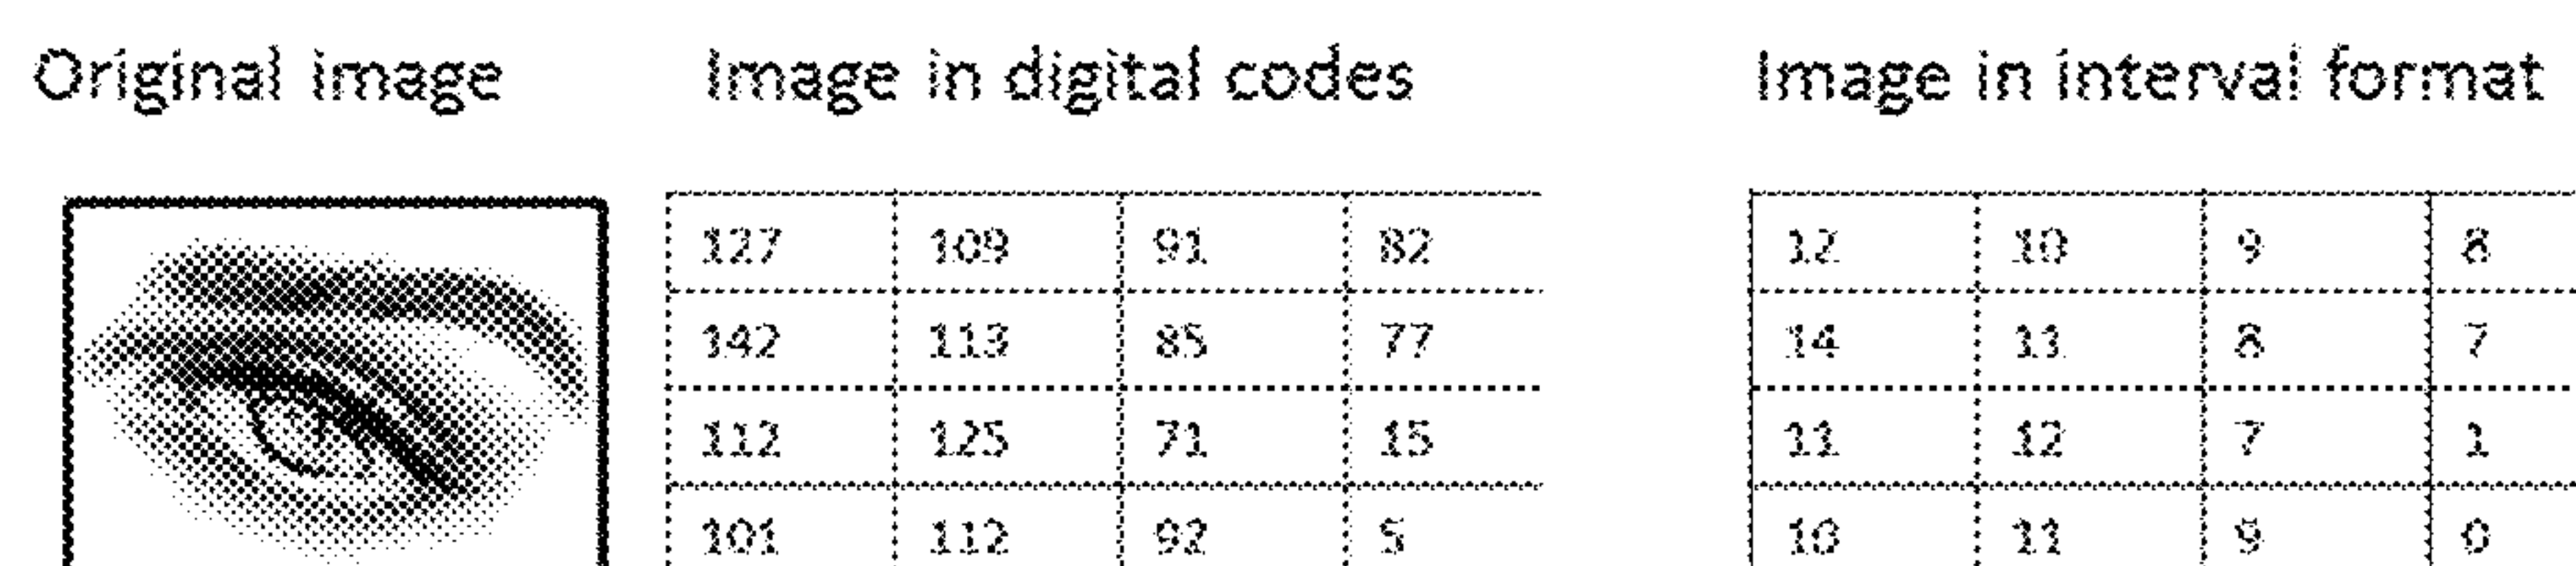 Original image Image in digital codes Image in interval format
127 109 91 82 12 10 9 8
142 113 85 77 14 11 8 7
112 125 71 15 11 12 7 1
101 112 92 5 10 11 9 0